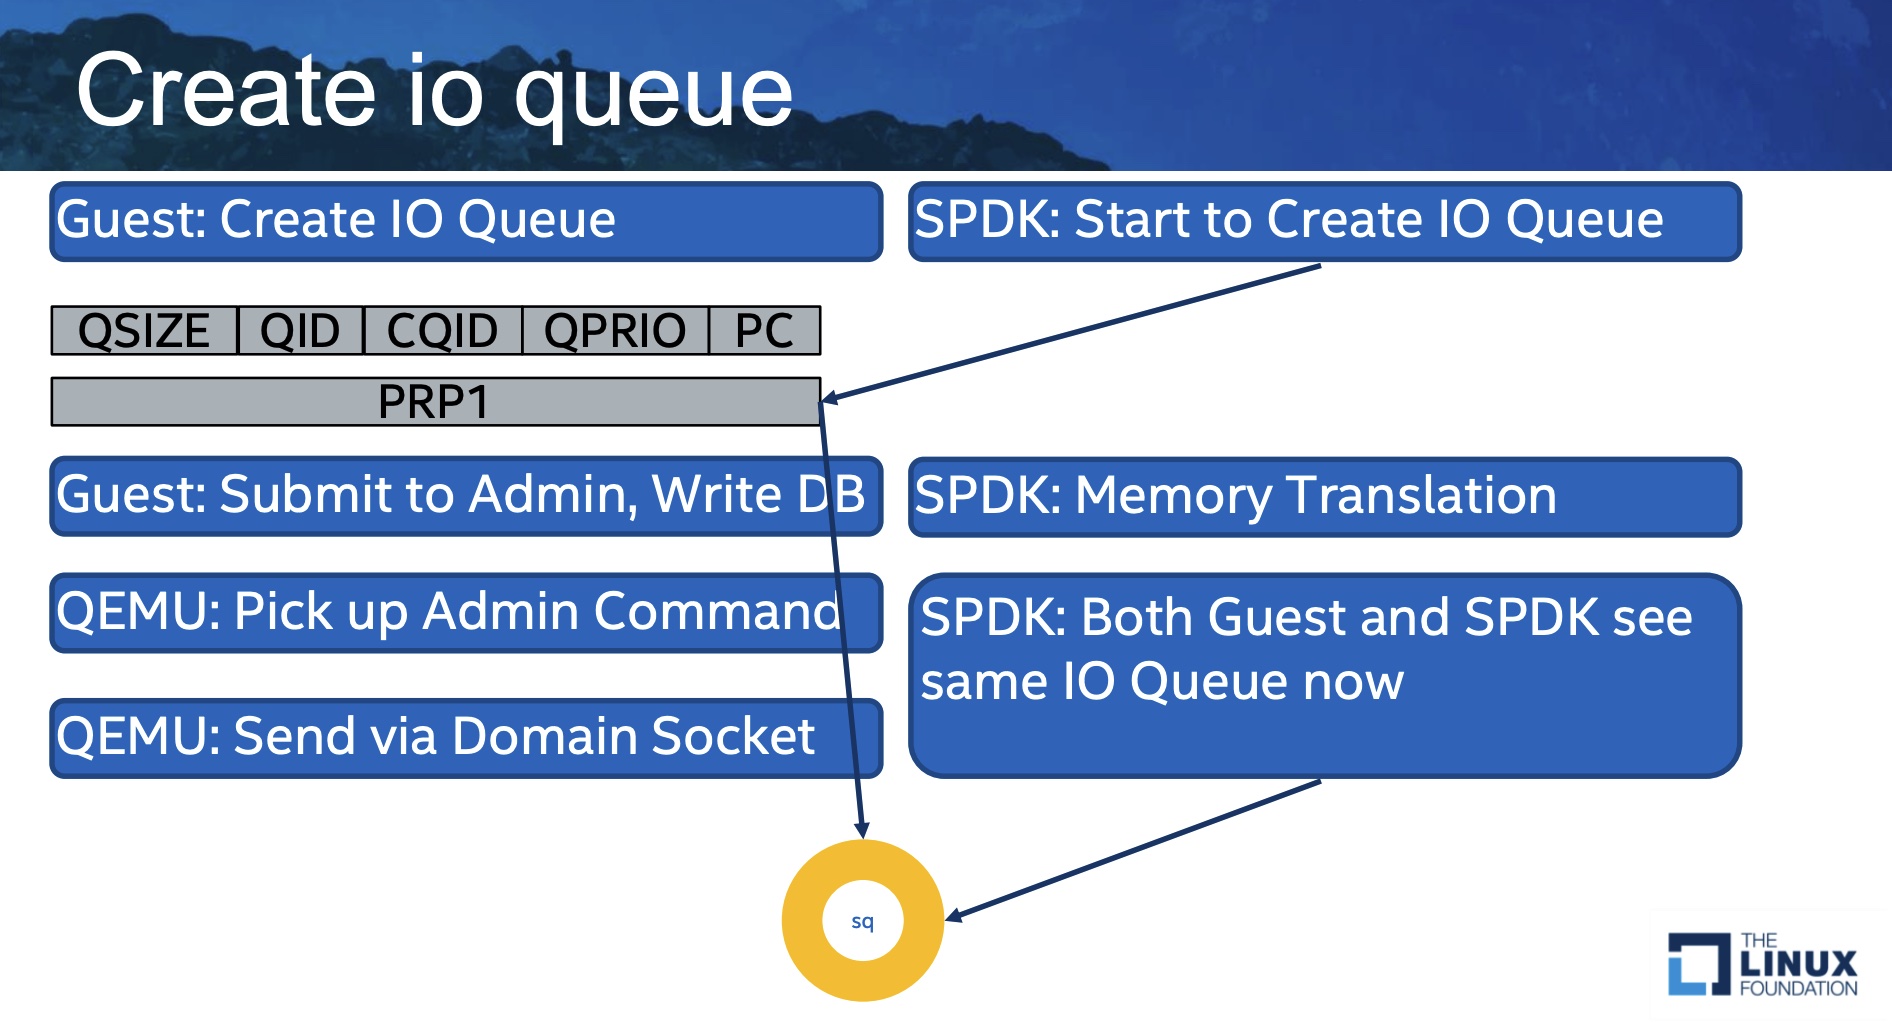 Create io queue
Guest: Create IO Queue
QSIZE QID CQID QPRIO PC
PRP1
Guest: Submit to Admin, Write DB
QEMU: Pick up Admin Command
QEMU: Send via Domain Socket
SPDK: Start to Create IO Queue
SPDK: Memory Translation
SPDK: Both Guest and SPDK see
same IO Queue now
sq
THE
LINUX
FOUNDATION